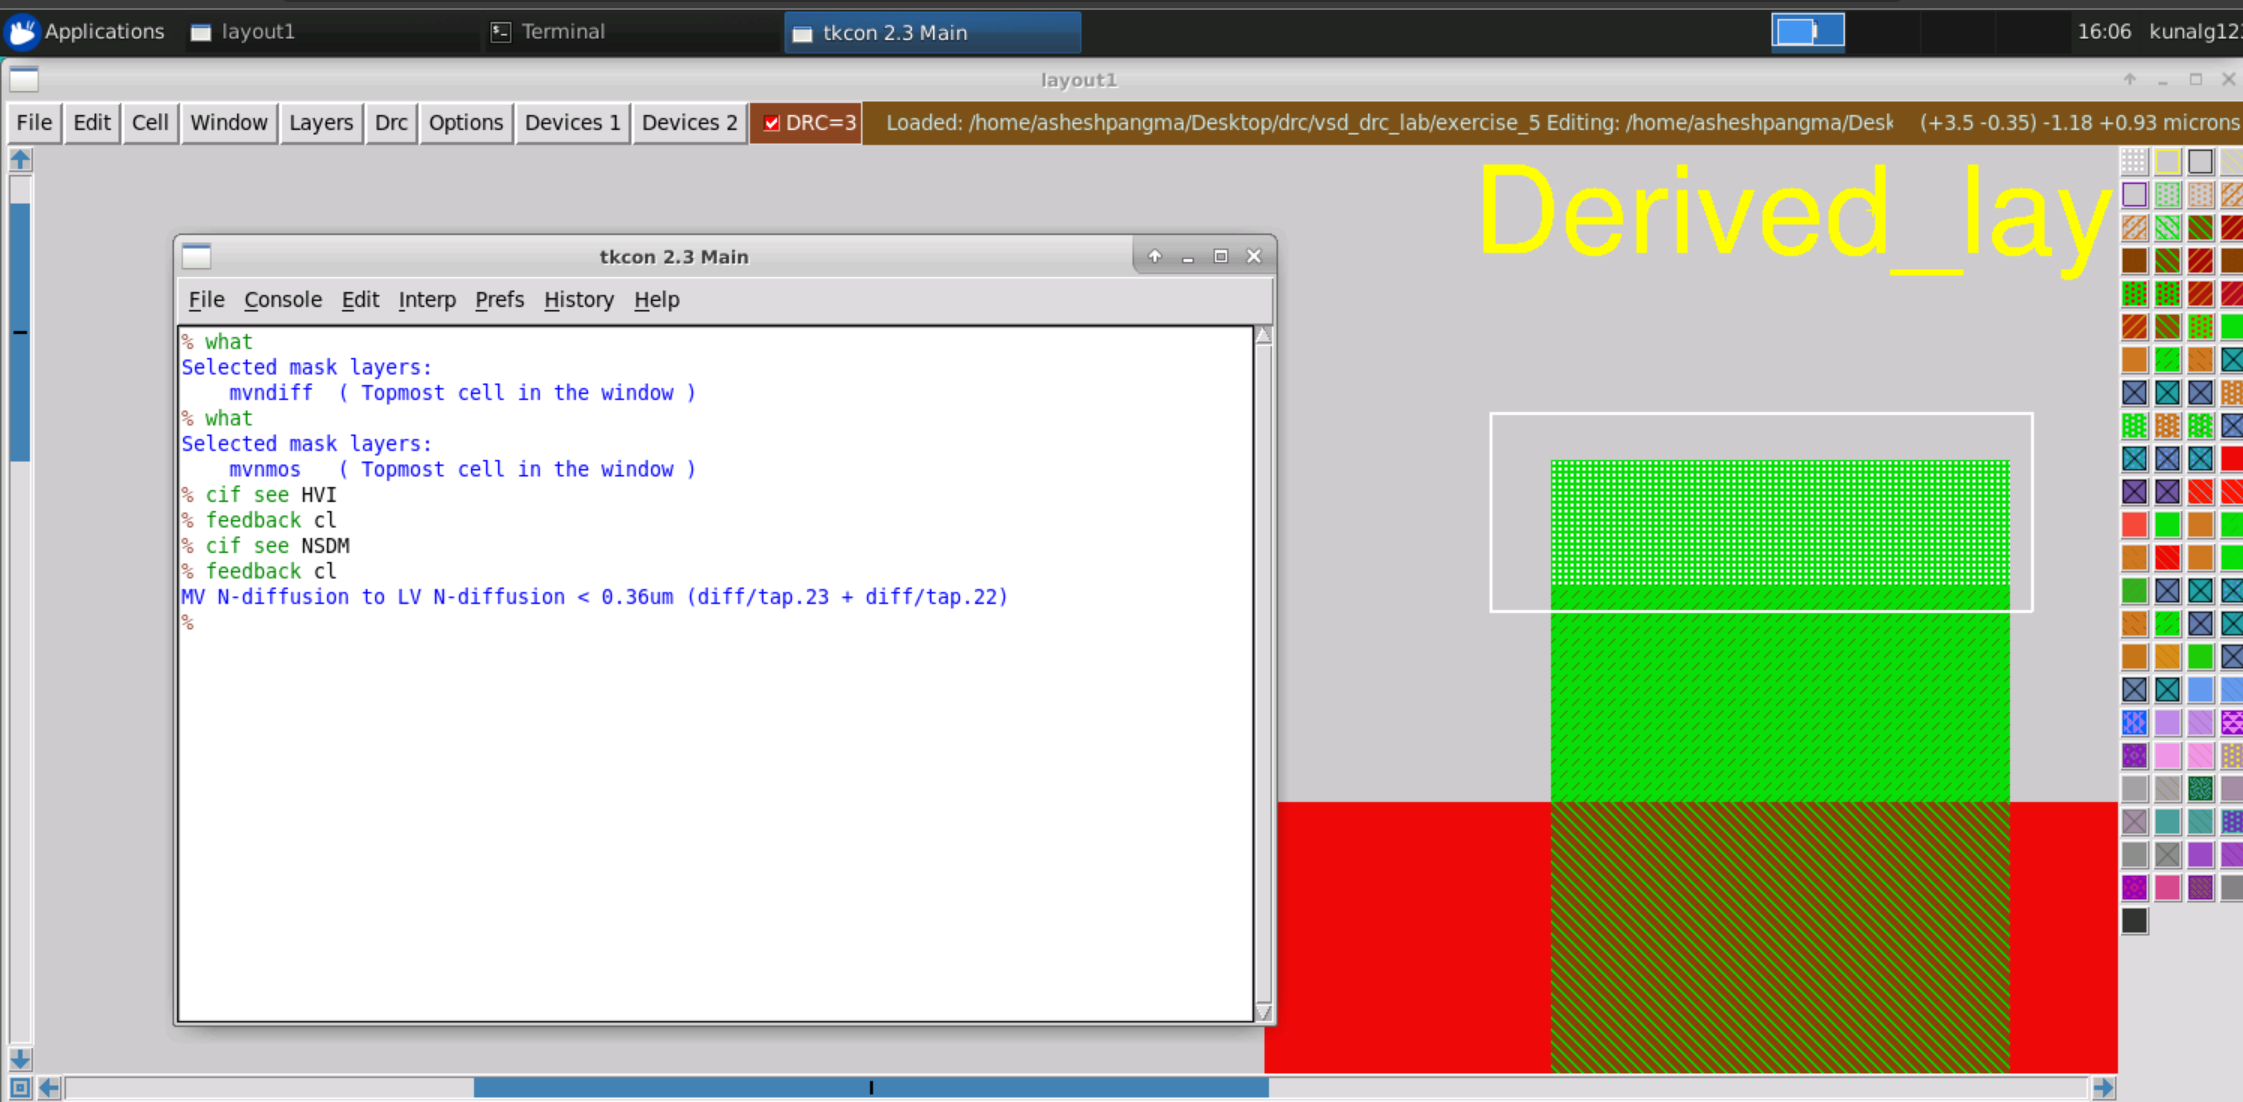 Applications layout1 Terminal tkcon 2.3 Main 16:06 kunalg12
layout1
File Edit Cell Window Layers Drc Options Devices 1 Devices 2 DRC=3 Loaded: /home/asheshpangma/Desktop/drc/vsd_drc_lab/exercise_5 Editing: /home/asheshpangma/Desk (+3.5 -0.35) -1.18 +0.93 microns
Derived_lay
tkcon 2.3 Main
File Console Edit Interp Prefs History Help
% what
Selected mask layers:
mvndiff ( Topmost cell in the window )
% what
Selected mask layers:
mvnmos ( Topmost cell in the window )
% cif see HVI
% feedback cl
% cif see NSDM
% feedback cl
MV N-diffusion to LV N-diffusion < 0.36um (diff/tap.23 + diff/tap.22)
%